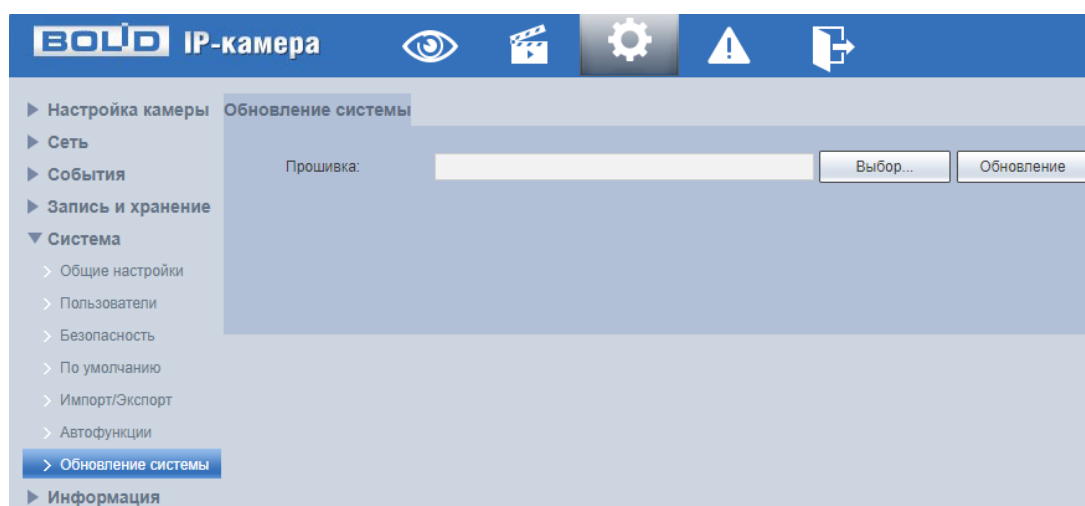 BOLID IP-камера
Настройка камеры
Обновление системы
Сеть
Прошивка:
Выбор...
Обновление
События
Запись и хранение
Система
Общие настройки
Пользователи
Безопасность
По умолчанию
Импорт/Экспорт
Автофункции
Обновление системы
Информация